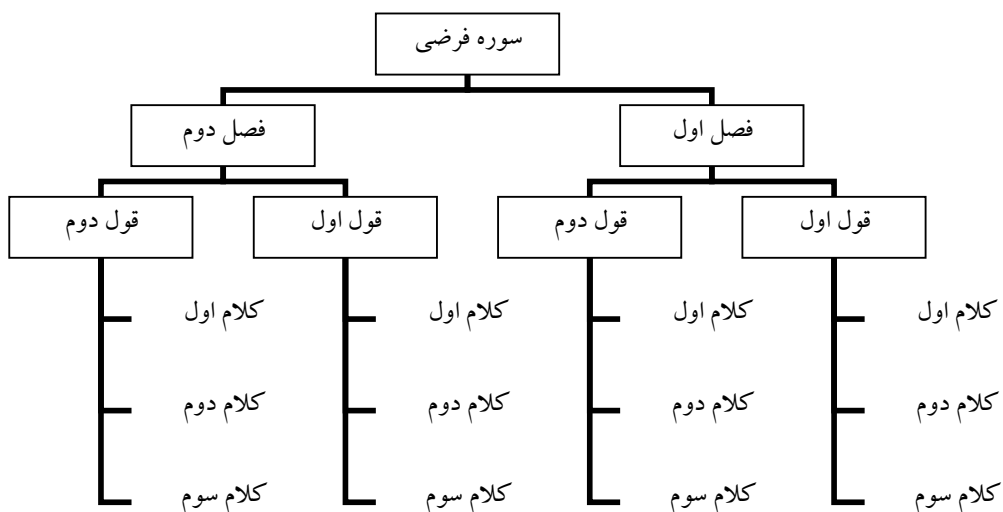 سوره فرضی
فصل اول
فصل دوم
قول اول
قول دوم
قول اول
قول دوم
کلام اول
کلام اول
کلام اول
کلام اول
کلام دوم
کلام دوم
کلام دوم
کلام دوم
کلام سوم
کلام سوم
کلام سوم
کلام سوم